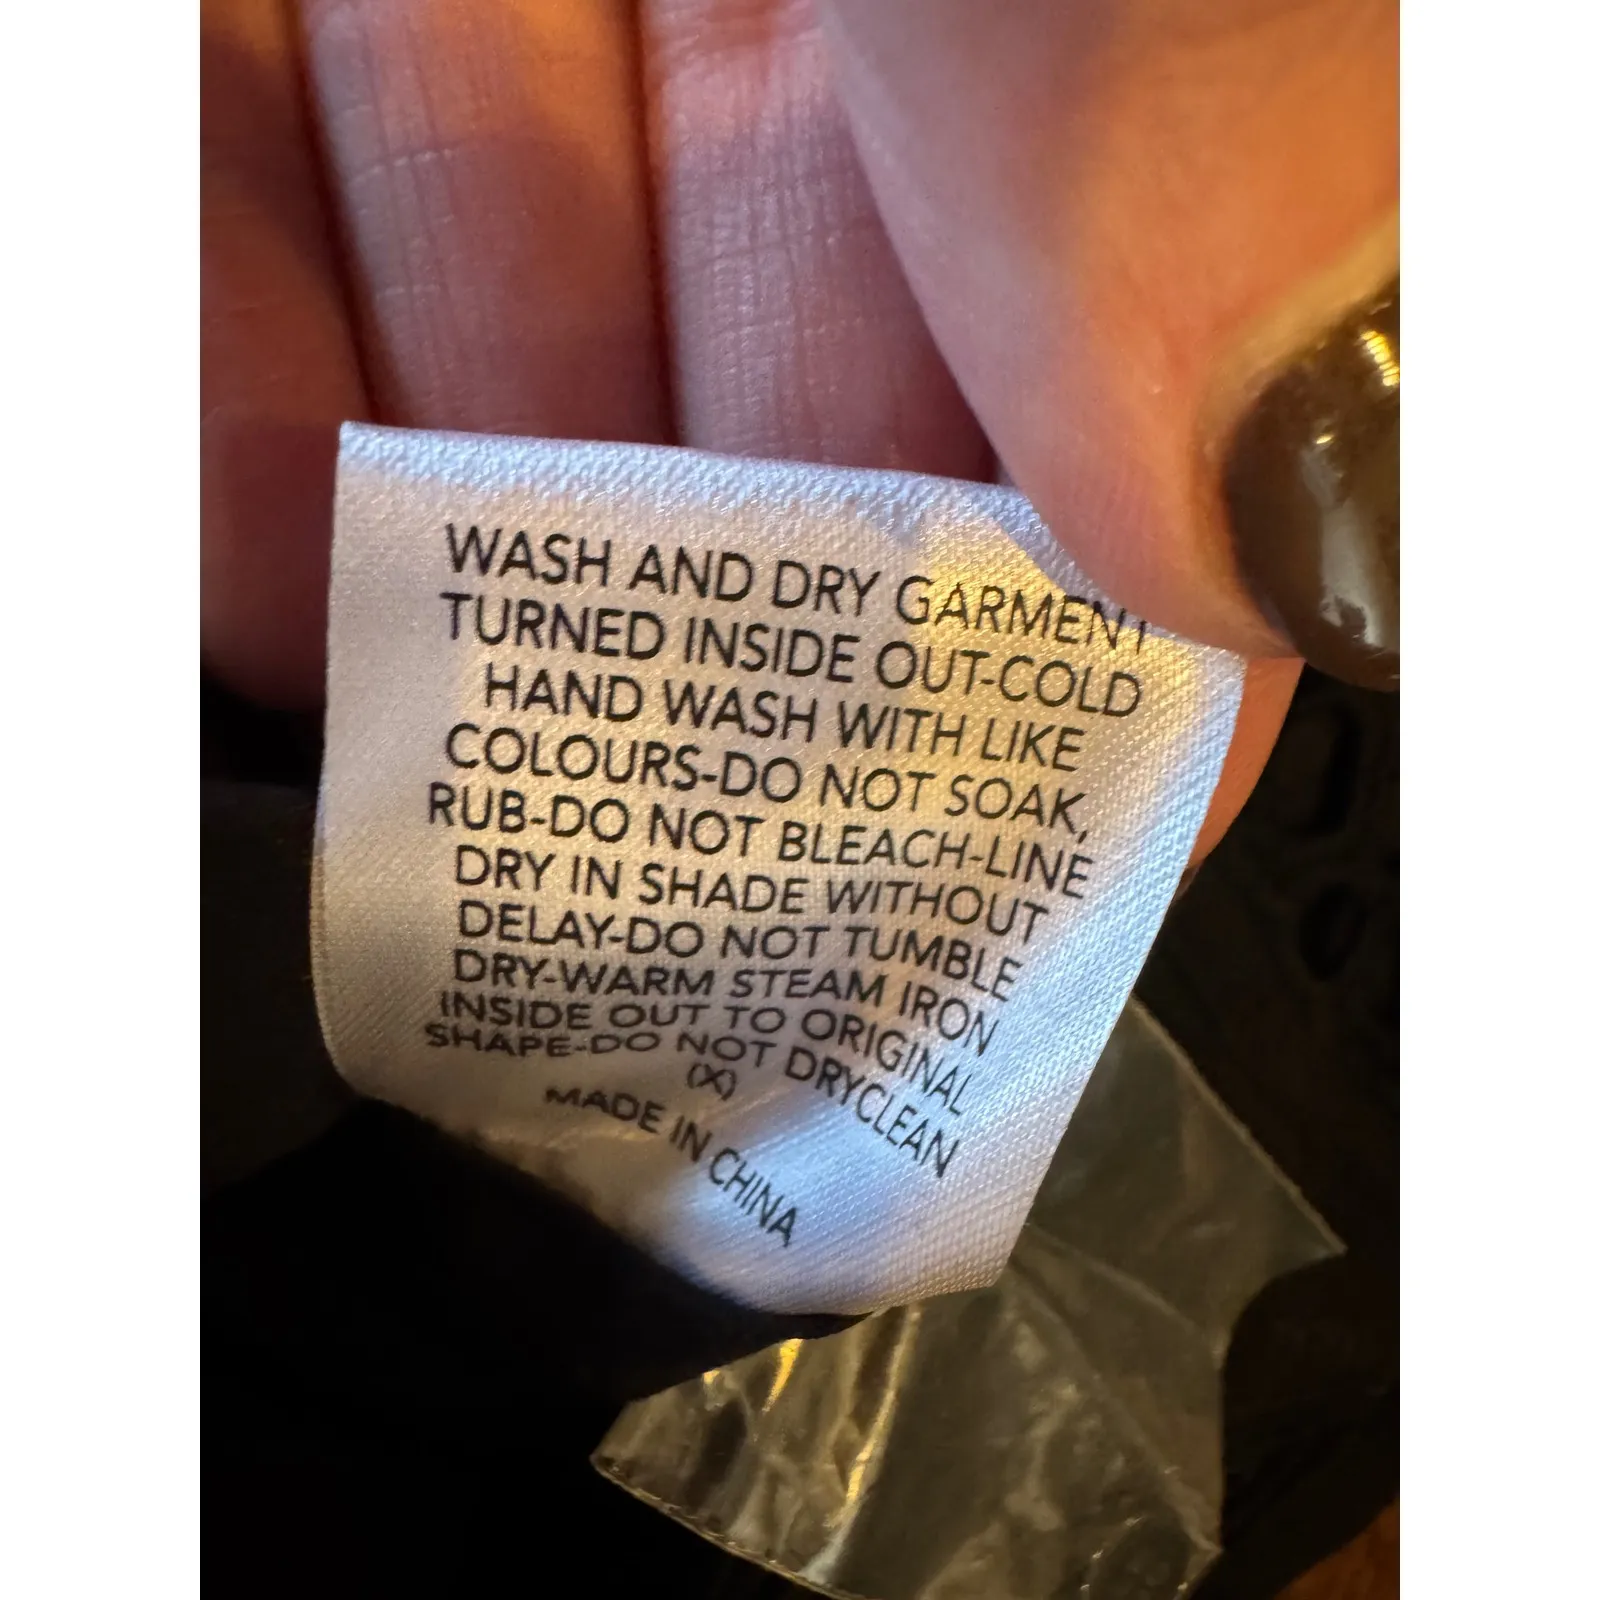 WASH AND DRY GARMENT
TURNED INSIDE OUT-COLD
HAND WASH WITH LIKE
COLOURS-DO NOT SOAK,
RUB-DO NOT BLEACH-LINE
DRY IN SHADE WITHOUT
DELAY-DO NOT TUMBLE
DRY-WARM STEAM IRON
INSIDE OUT TO ORIGINAL
SHAPE-DO NOT DRYCLEAN
(X)
MADE IN CHINA